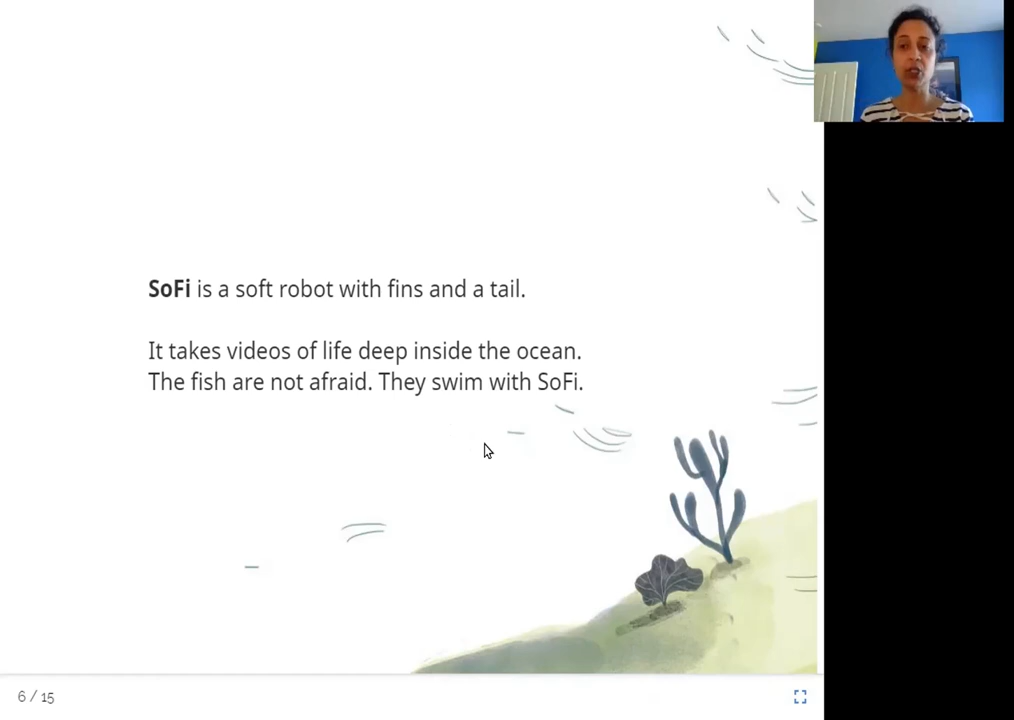 SoFi is a soft robot with fins and a tail.
It takes videos of life deep inside the ocean.
The fish are not afraid. They swim with SoFi.
6 / 15